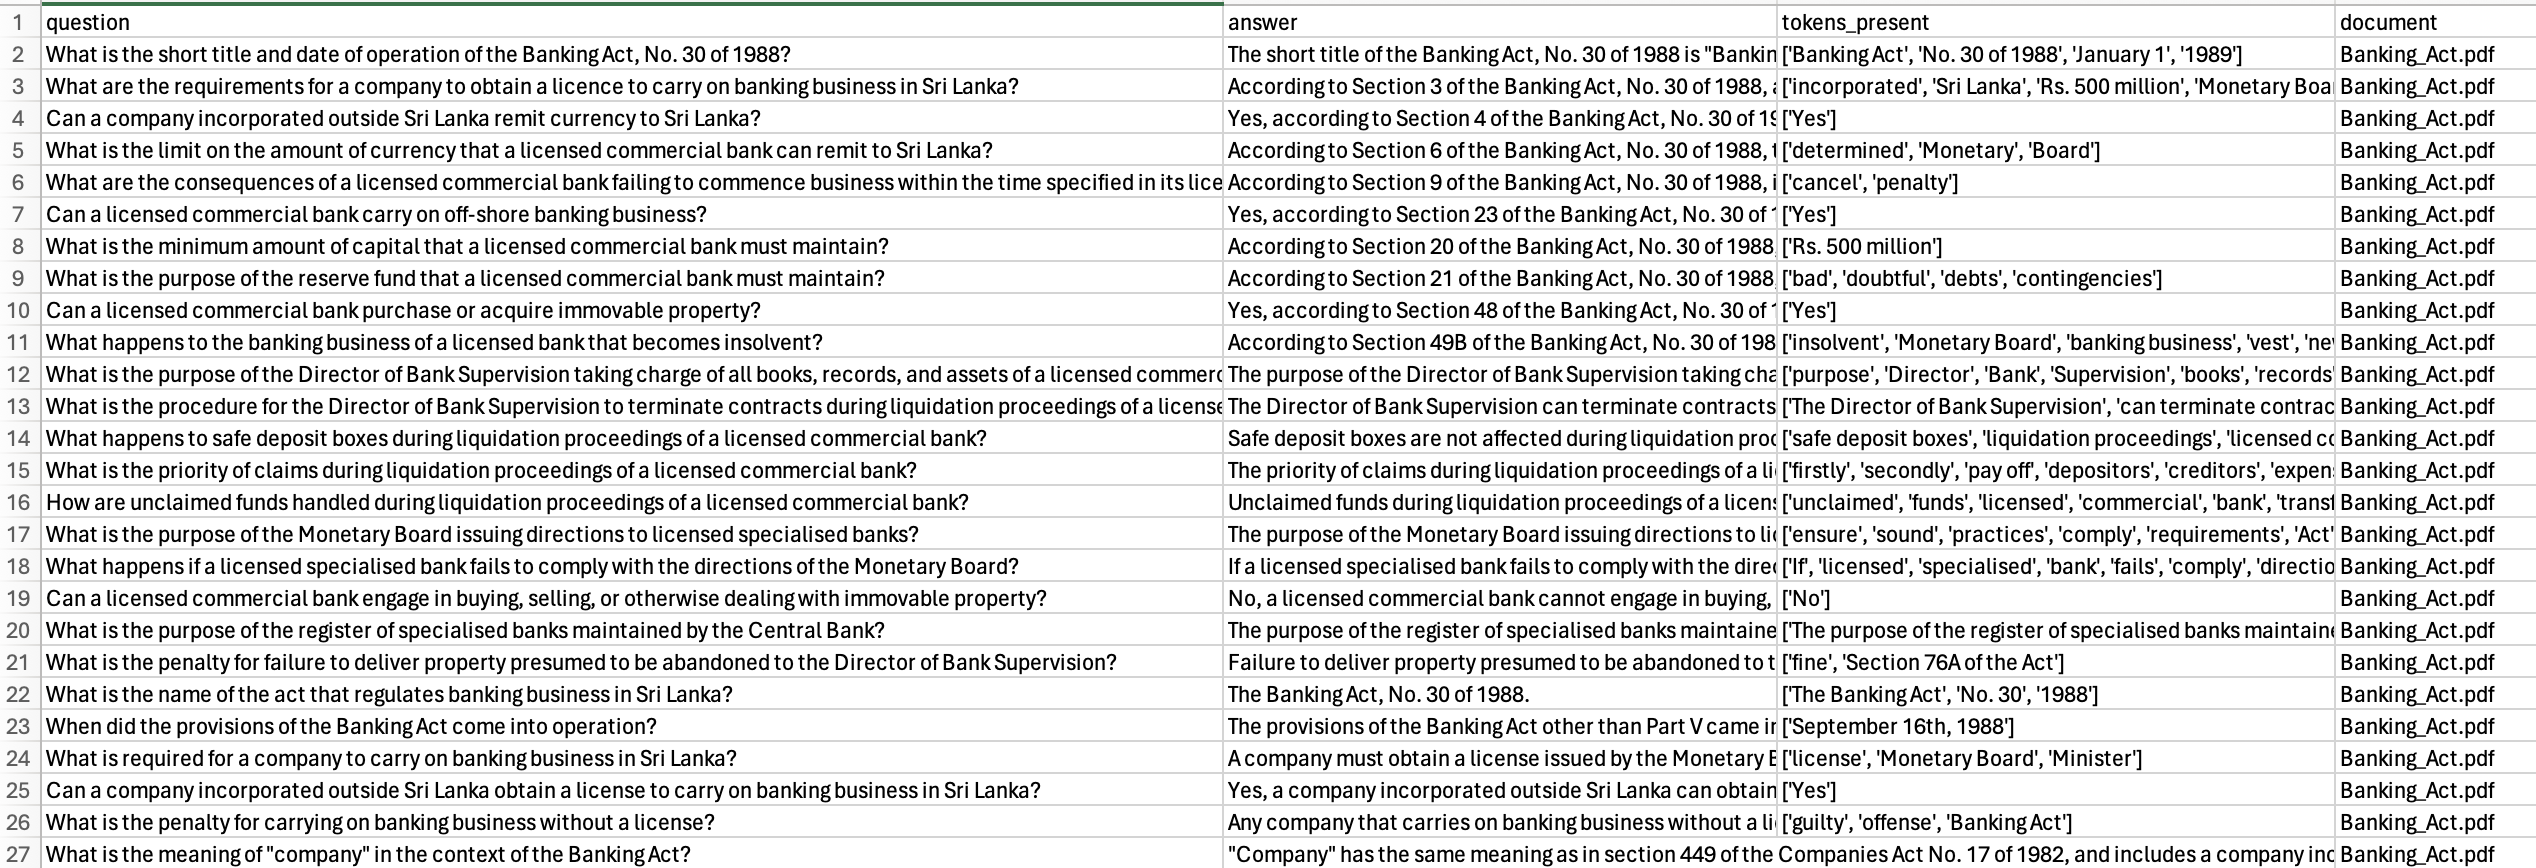 1 question answer tokens_present document
2 What is the short title and date of operation of the Banking Act, No. 30 of 1988? The short title of the Banking Act, No. 30 of 1988 is "Bankin ['Banking Act', 'No. 30 of 1988', 'January 1', '1989'] Banking_Act.pdf
3 What are the requirements for a company to obtain a licence to carry on banking business in Sri Lanka? According to Section 3 of the Banking Act, No. 30 of 1988, ['incorporated', 'Sri Lanka', 'Rs. 500 million', 'Monetary Boar Banking_Act.pdf
4 Can a company incorporated outside Sri Lanka remit currency to Sri Lanka? Yes, according to Section 4 of the Banking Act, No. 30 of 19 ['Yes'] Banking_Act.pdf
5 What is the limit on the amount of currency that a licensed commercial bank can remit to Sri Lanka? According to Section 6 of the Banking Act, No. 30 of 1988, ['determined', 'Monetary', 'Board'] Banking_Act.pdf
6 What are the consequences of a licensed commercial bank failing to commence business within the time specified in its lice According to Section 9 of the Banking Act, No. 30 of 1988, i ['cancel', 'penalty'] Banking_Act.pdf
7 Can a licensed commercial bank carry on off-shore banking business? Yes, according to Section 23 of the Banking Act, No. 30 of ['Yes'] Banking_Act.pdf
8 What is the minimum amount of capital that a licensed commercial bank must maintain? According to Section 20 of the Banking Act, No. 30 of 1988, ['Rs. 500 million'] Banking_Act.pdf
9 What is the purpose of the reserve fund that a licensed commercial bank must maintain? According to Section 21 of the Banking Act, No. 30 of 1988, ['bad', 'doubtful', 'debts', 'contingencies'] Banking_Act.pdf
10 Can a licensed commercial bank purchase or acquire immovable property? Yes, according to Section 48 of the Banking Act, No. 30 of ['Yes'] Banking_Act.pdf
11 What happens to the banking business of a licensed bank that becomes insolvent? According to Section 49B of the Banking Act, No. 30 of 198 ['insolvent', 'Monetary Board', 'banking business', 'vest', 'nev Banking_Act.pdf
12 What is the purpose of the Director of Bank Supervision taking charge of all books, records, and assets of a licensed commerc The purpose of the Director of Bank Supervision taking cha ['purpose', 'Director', 'Bank', 'Supervision', 'books', 'records' Banking_Act.pdf
13 What is the procedure for the Director of Bank Supervision to terminate contracts during liquidation proceedings of a license The Director of Bank Supervision can terminate contracts ['The Director of Bank Supervision', 'can terminate contrac Banking_Act.pdf
14 What happens to safe deposit boxes during liquidation proceedings of a licensed commercial bank? Safe deposit boxes are not affected during liquidation proc ['safe deposit boxes', 'liquidation proceedings', 'licensed co Banking_Act.pdf
15 What is the priority of claims during liquidation proceedings of a licensed commercial bank? The priority of claims during liquidation proceedings of a li ['firstly', 'secondly', 'pay off', 'depositors', 'creditors', 'expens Banking_Act.pdf
16 How are unclaimed funds handled during liquidation proceedings of a licensed commercial bank? Unclaimed funds during liquidation proceedings of a licens ['unclaimed', 'funds', 'licensed', 'commercial', 'bank', 'transf Banking_Act.pdf
17 What is the purpose of the Monetary Board issuing directions to licensed specialised banks? The purpose of the Monetary Board issuing directions to lic ['ensure', 'sound', 'practices', 'comply', 'requirements', 'Act' Banking_Act.pdf
18 What happens if a licensed specialised bank fails to comply with the directions of the Monetary Board? If a licensed specialised bank fails to comply with the direc ['If', 'licensed', 'specialised', 'bank', 'fails', 'comply', 'directio Banking_Act.pdf
19 Can a licensed commercial bank engage in buying, selling, or otherwise dealing with immovable property? No, a licensed commercial bank cannot engage in buying, ['No'] Banking_Act.pdf
20 What is the purpose of the register of specialised banks maintained by the Central Bank? The purpose of the register of specialised banks maintaine ['The purpose of the register of specialised banks maintaine Banking_Act.pdf
21 What is the penalty for failure to deliver property presumed to be abandoned to the Director of Bank Supervision? Failure to deliver property presumed to be abandoned to t ['fine', 'Section 76A of the Act'] Banking_Act.pdf
22 What is the name of the act that regulates banking business in Sri Lanka? The Banking Act, No. 30 of 1988. ['The Banking Act', 'No. 30', '1988'] Banking_Act.pdf
23 When did the provisions of the Banking Act come into operation? The provisions of the Banking Act other than Part V came in ['September 16th, 1988'] Banking_Act.pdf
24 What is required for a company to carry on banking business in Sri Lanka? A company must obtain a license issued by the Monetary B ['license', 'Monetary Board', 'Minister'] Banking_Act.pdf
25 Can a company incorporated outside Sri Lanka obtain a license to carry on banking business in Sri Lanka? Yes, a company incorporated outside Sri Lanka can obtain ['Yes'] Banking_Act.pdf
26 What is the penalty for carrying on banking business without a license? Any company that carries on banking business without a li ['guilty', 'offense', 'Banking Act'] Banking_Act.pdf
27 What is the meaning of "company" in the context of the Banking Act? "Company" has the same meaning as in section 449 of the Companies Act No. 17 of 1982, and includes a company inc Banking_Act.pdf